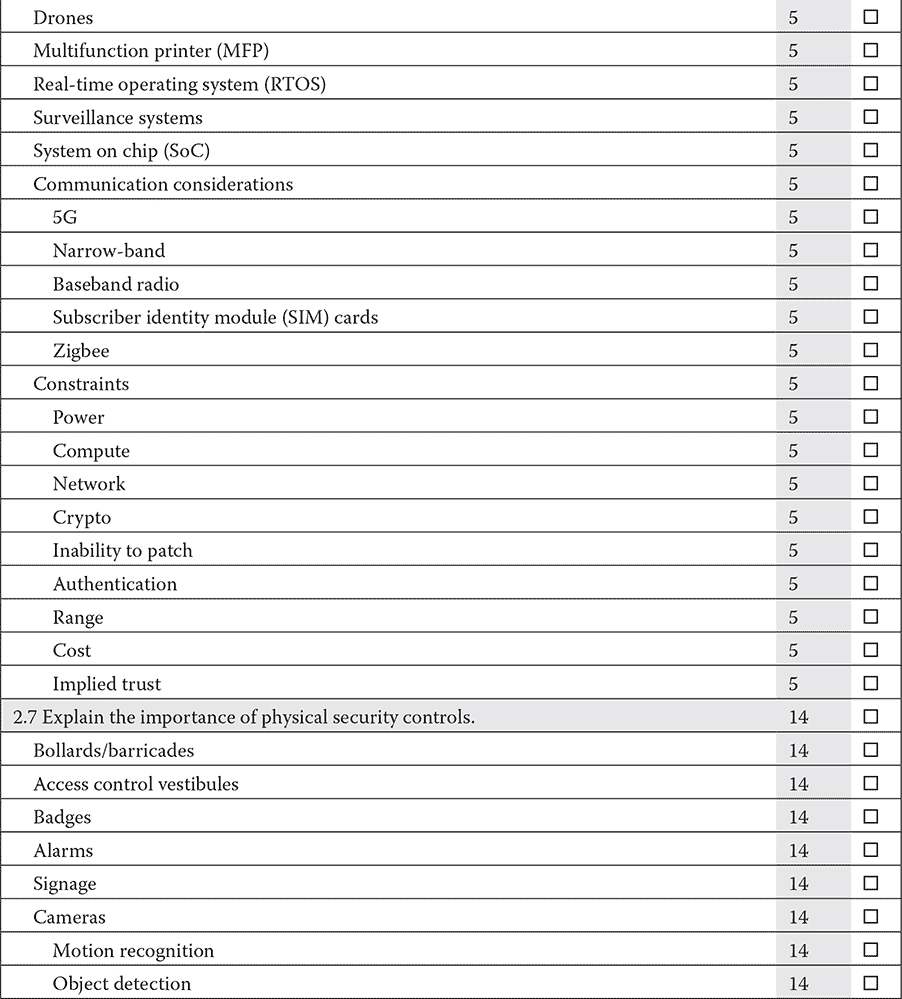 Drones 5 ☐
Multifunction printer (MFP) 5 ☐
Real-time operating system (RTOS) 5 ☐
Surveillance systems 5 ☐
System on chip (SoC) 5 ☐
Communication considerations 5 ☐
5G 5 ☐
Narrow-band 5 ☐
Baseband radio 5 ☐
Subscriber identity module (SIM) cards 5 ☐
Zigbee 5 ☐
Constraints 5 ☐
Power 5 ☐
Compute 5 ☐
Network 5 ☐
Crypto 5 ☐
Inability to patch 5 ☐
Authentication 5 ☐
Range 5 ☐
Cost 5 ☐
Implied trust 5 ☐
2.7 Explain the importance of physical security controls. 14 ☐
Bollards/barricades 14 ☐
Access control vestibules 14 ☐
Badges 14 ☐
Alarms 14 ☐
Signage 14 ☐
Cameras 14 ☐
Motion recognition 14 ☐
Object detection 14 ☐